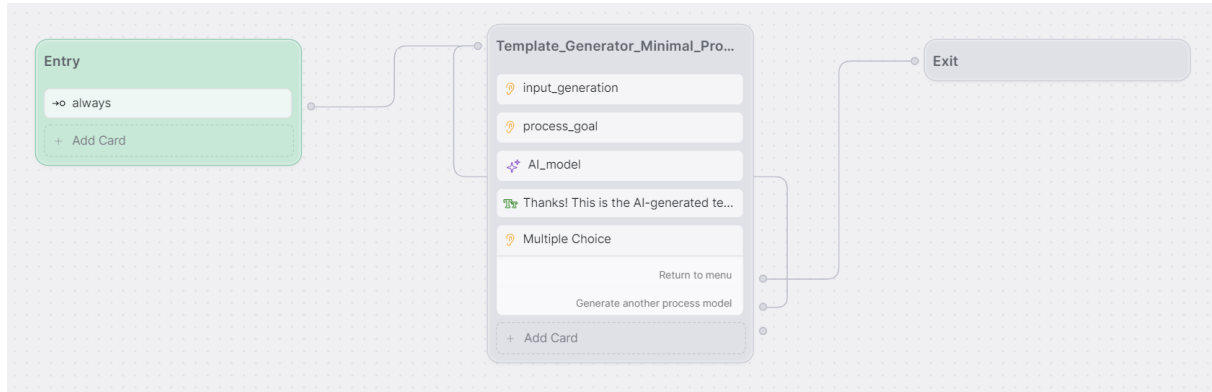 Entry
always
+ Add Card
Template_Generator_Minimal_Pro...
input_generation
process_goal
AI_model
Thanks! This is the AI-generated te...
Multiple Choice
Return to menu
Generate another process model
+ Add Card
Exit